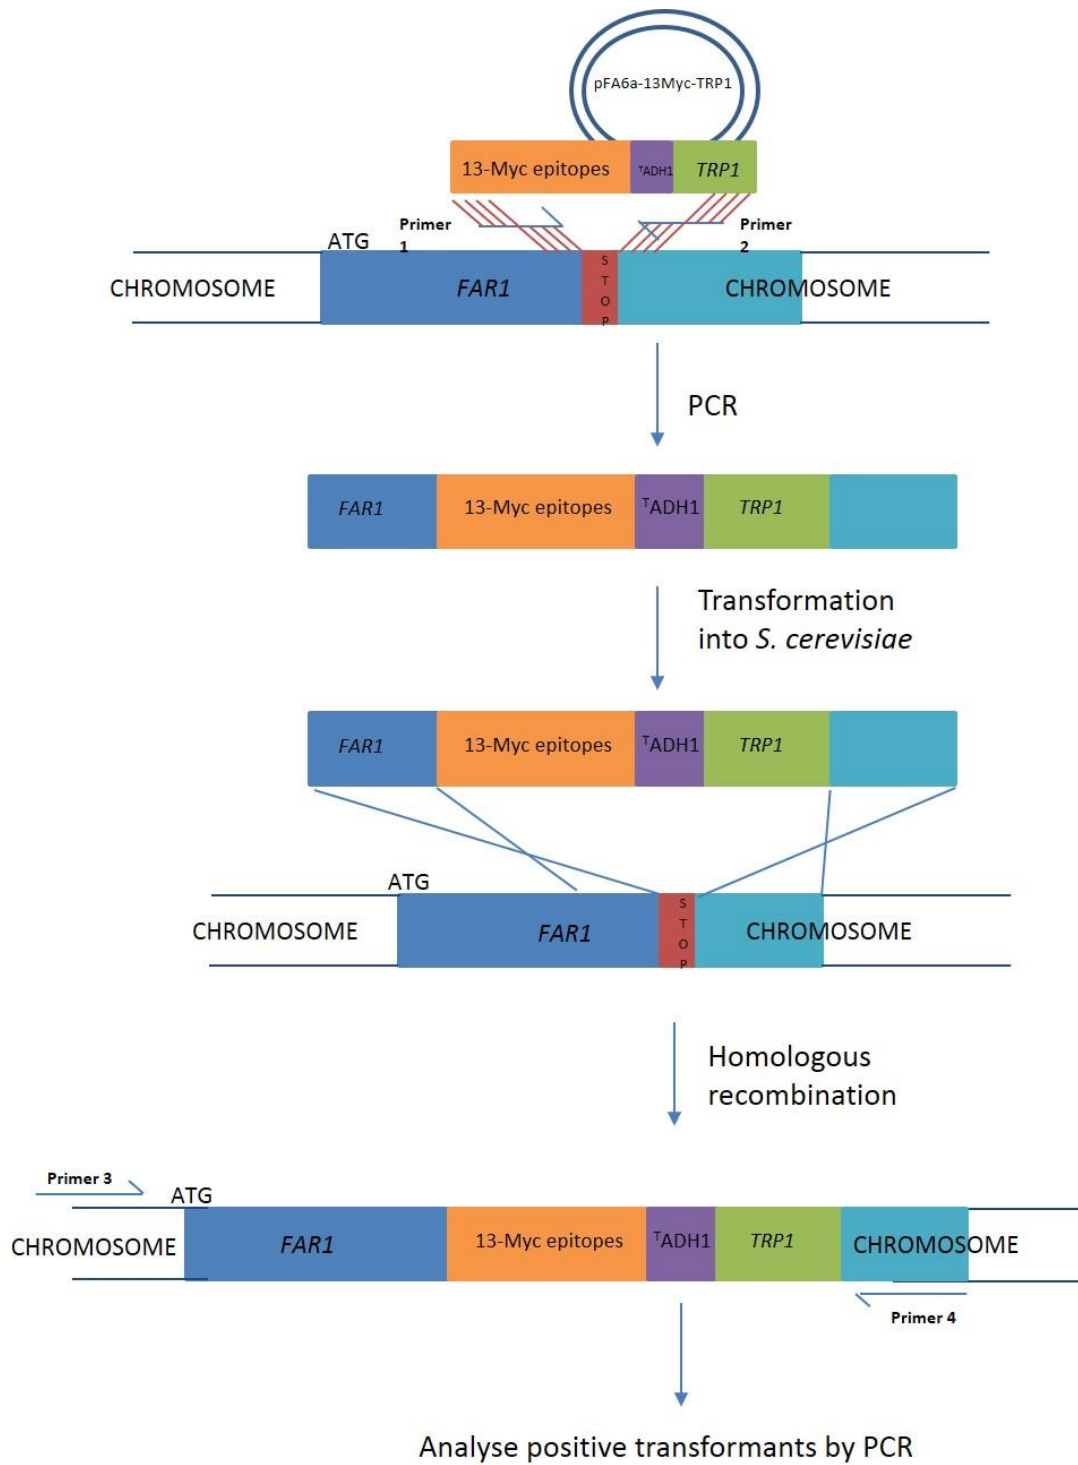 pFA6a-13Myc-TRP1
13-Myc epitopes TADH1 TRP1
Primer 1
Primer 2
ATG
CHROMOSOME FAR1 STOP CHROMOSOME
PCR
FAR1 13-Myc epitopes TADH1 TRP1
Transformation
into S. cerevisiae
FAR1 13-Myc epitopes TADH1 TRP1
ATG
CHROMOSOME FAR1 STOP CHROMOSOME
Homologous
recombination
Primer 3
ATG
CHROMOSOME FAR1 13-Myc epitopes TADH1 TRP1 CHROMOSOME
Primer 4
Analyse positive transformants by PCR